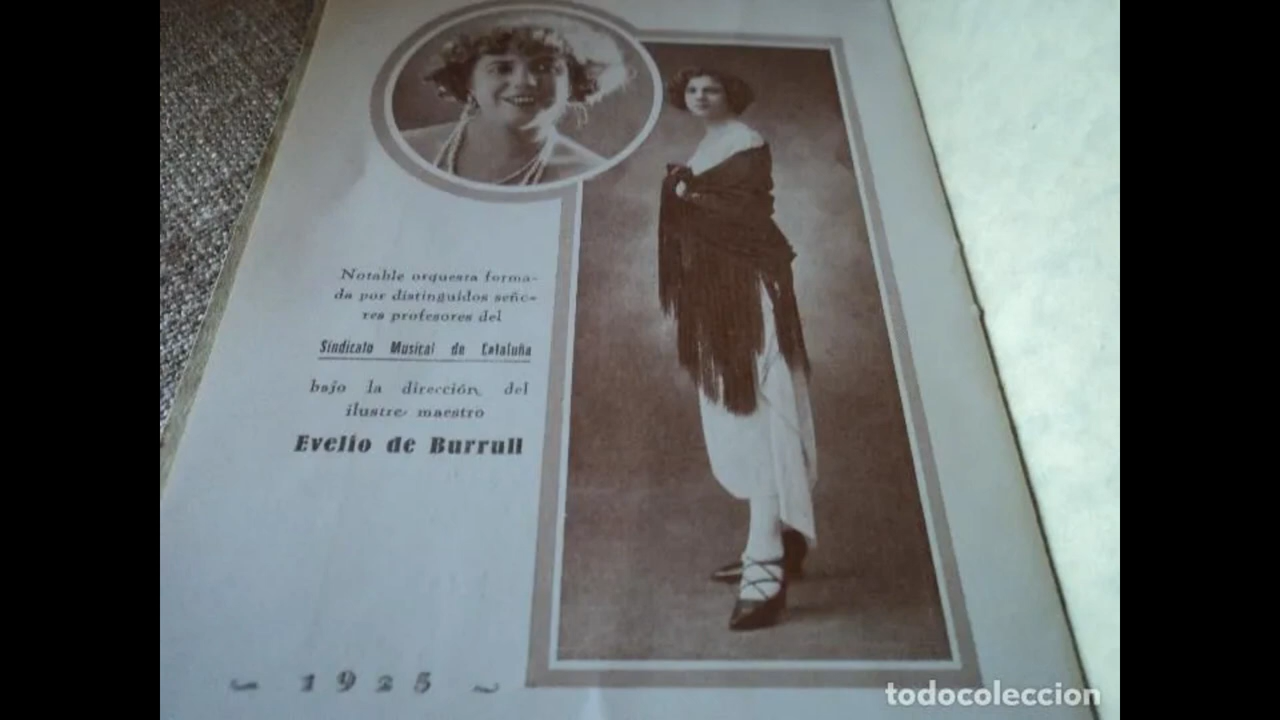 Notable orquesta forma-
da por distinguidos seño-
res profesores del
Sindicato Musical de Cataluña
bajo la dirección del
ilustre maestro
Evelio de Burrull
~ 1925 ~
todocoleccion